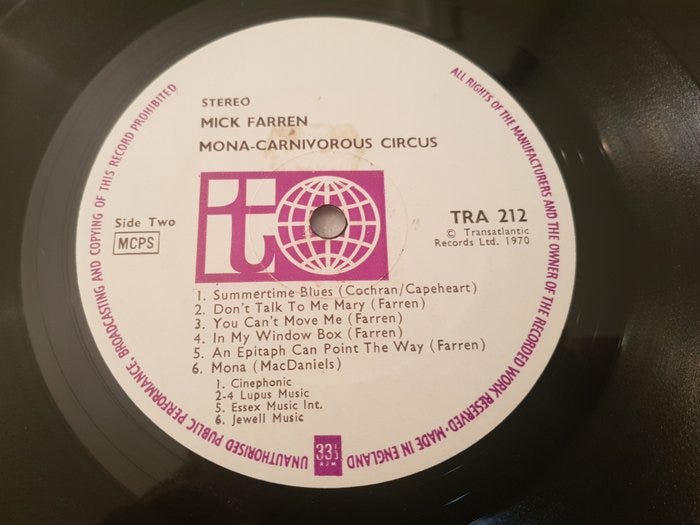 STEREO
MICK FARREN
MONA-CARNIVOROUS CIRCUS
Side Two
MCPS
it
TRA 212
© Transatlantic
Records Ltd. 1970
1. Summertime Blues (Cochran/Capeheart)
2. Don't Talk To Me Mary (Farren)
3. You Can't Move Me (Farren)
4. In My Window Box (Farren)
5. An Epitaph Can Point The Way (Farren)
6. Mona (MacDaniels)
1. Cinephonic
2-4 Lupus Music
5. Essex Music Int.
6. Jewell Music
33⅓
RPM
ALL RIGHTS OF THE MANUFACTURERS AND THE OWNER OF THE RECORDED WORK RESERVED·MADE IN ENGLAND
UNAUTHORISED PUBLIC PERFORMANCE, BROADCASTING AND COPYING OF THIS RECORD PROHIBITED